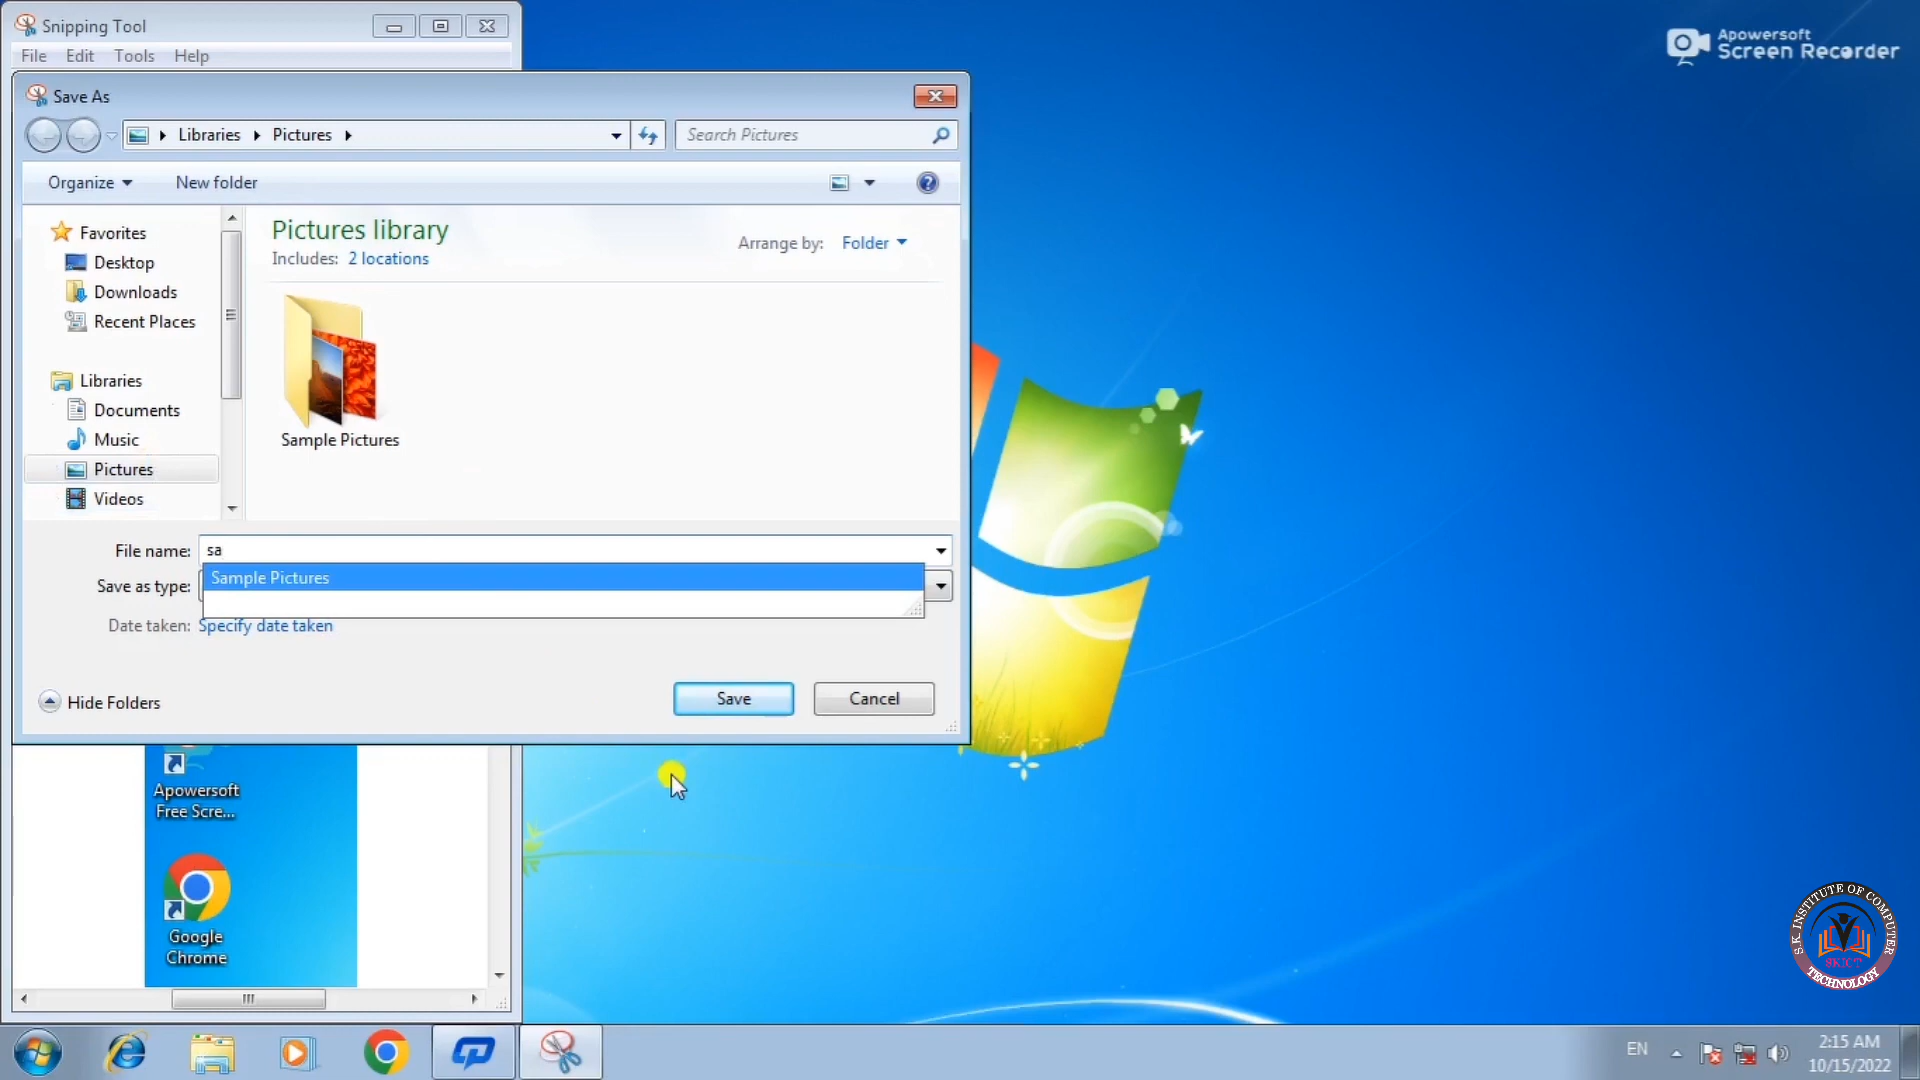 Snipping Tool
File Edit Tools Help
Apowersoft
Screen Recorder
Save As
Libraries Pictures
Search Pictures
Organize New folder
Favorites
Desktop
Downloads
Recent Places
Libraries
Documents
Music
Pictures
Videos
Pictures library
Includes: 2 locations
Arrange by: Folder
Sample Pictures
File name: sa
Sample Pictures
Save as type:
Date taken: Specify date taken
Hide Folders
Save Cancel
Apowersoft
Free Scre...
Google
Chrome
S.K. INSTITUTE OF COMPUTER
SKICT
TECHNOLOGY
EN
2:15 AM
10/15/2022